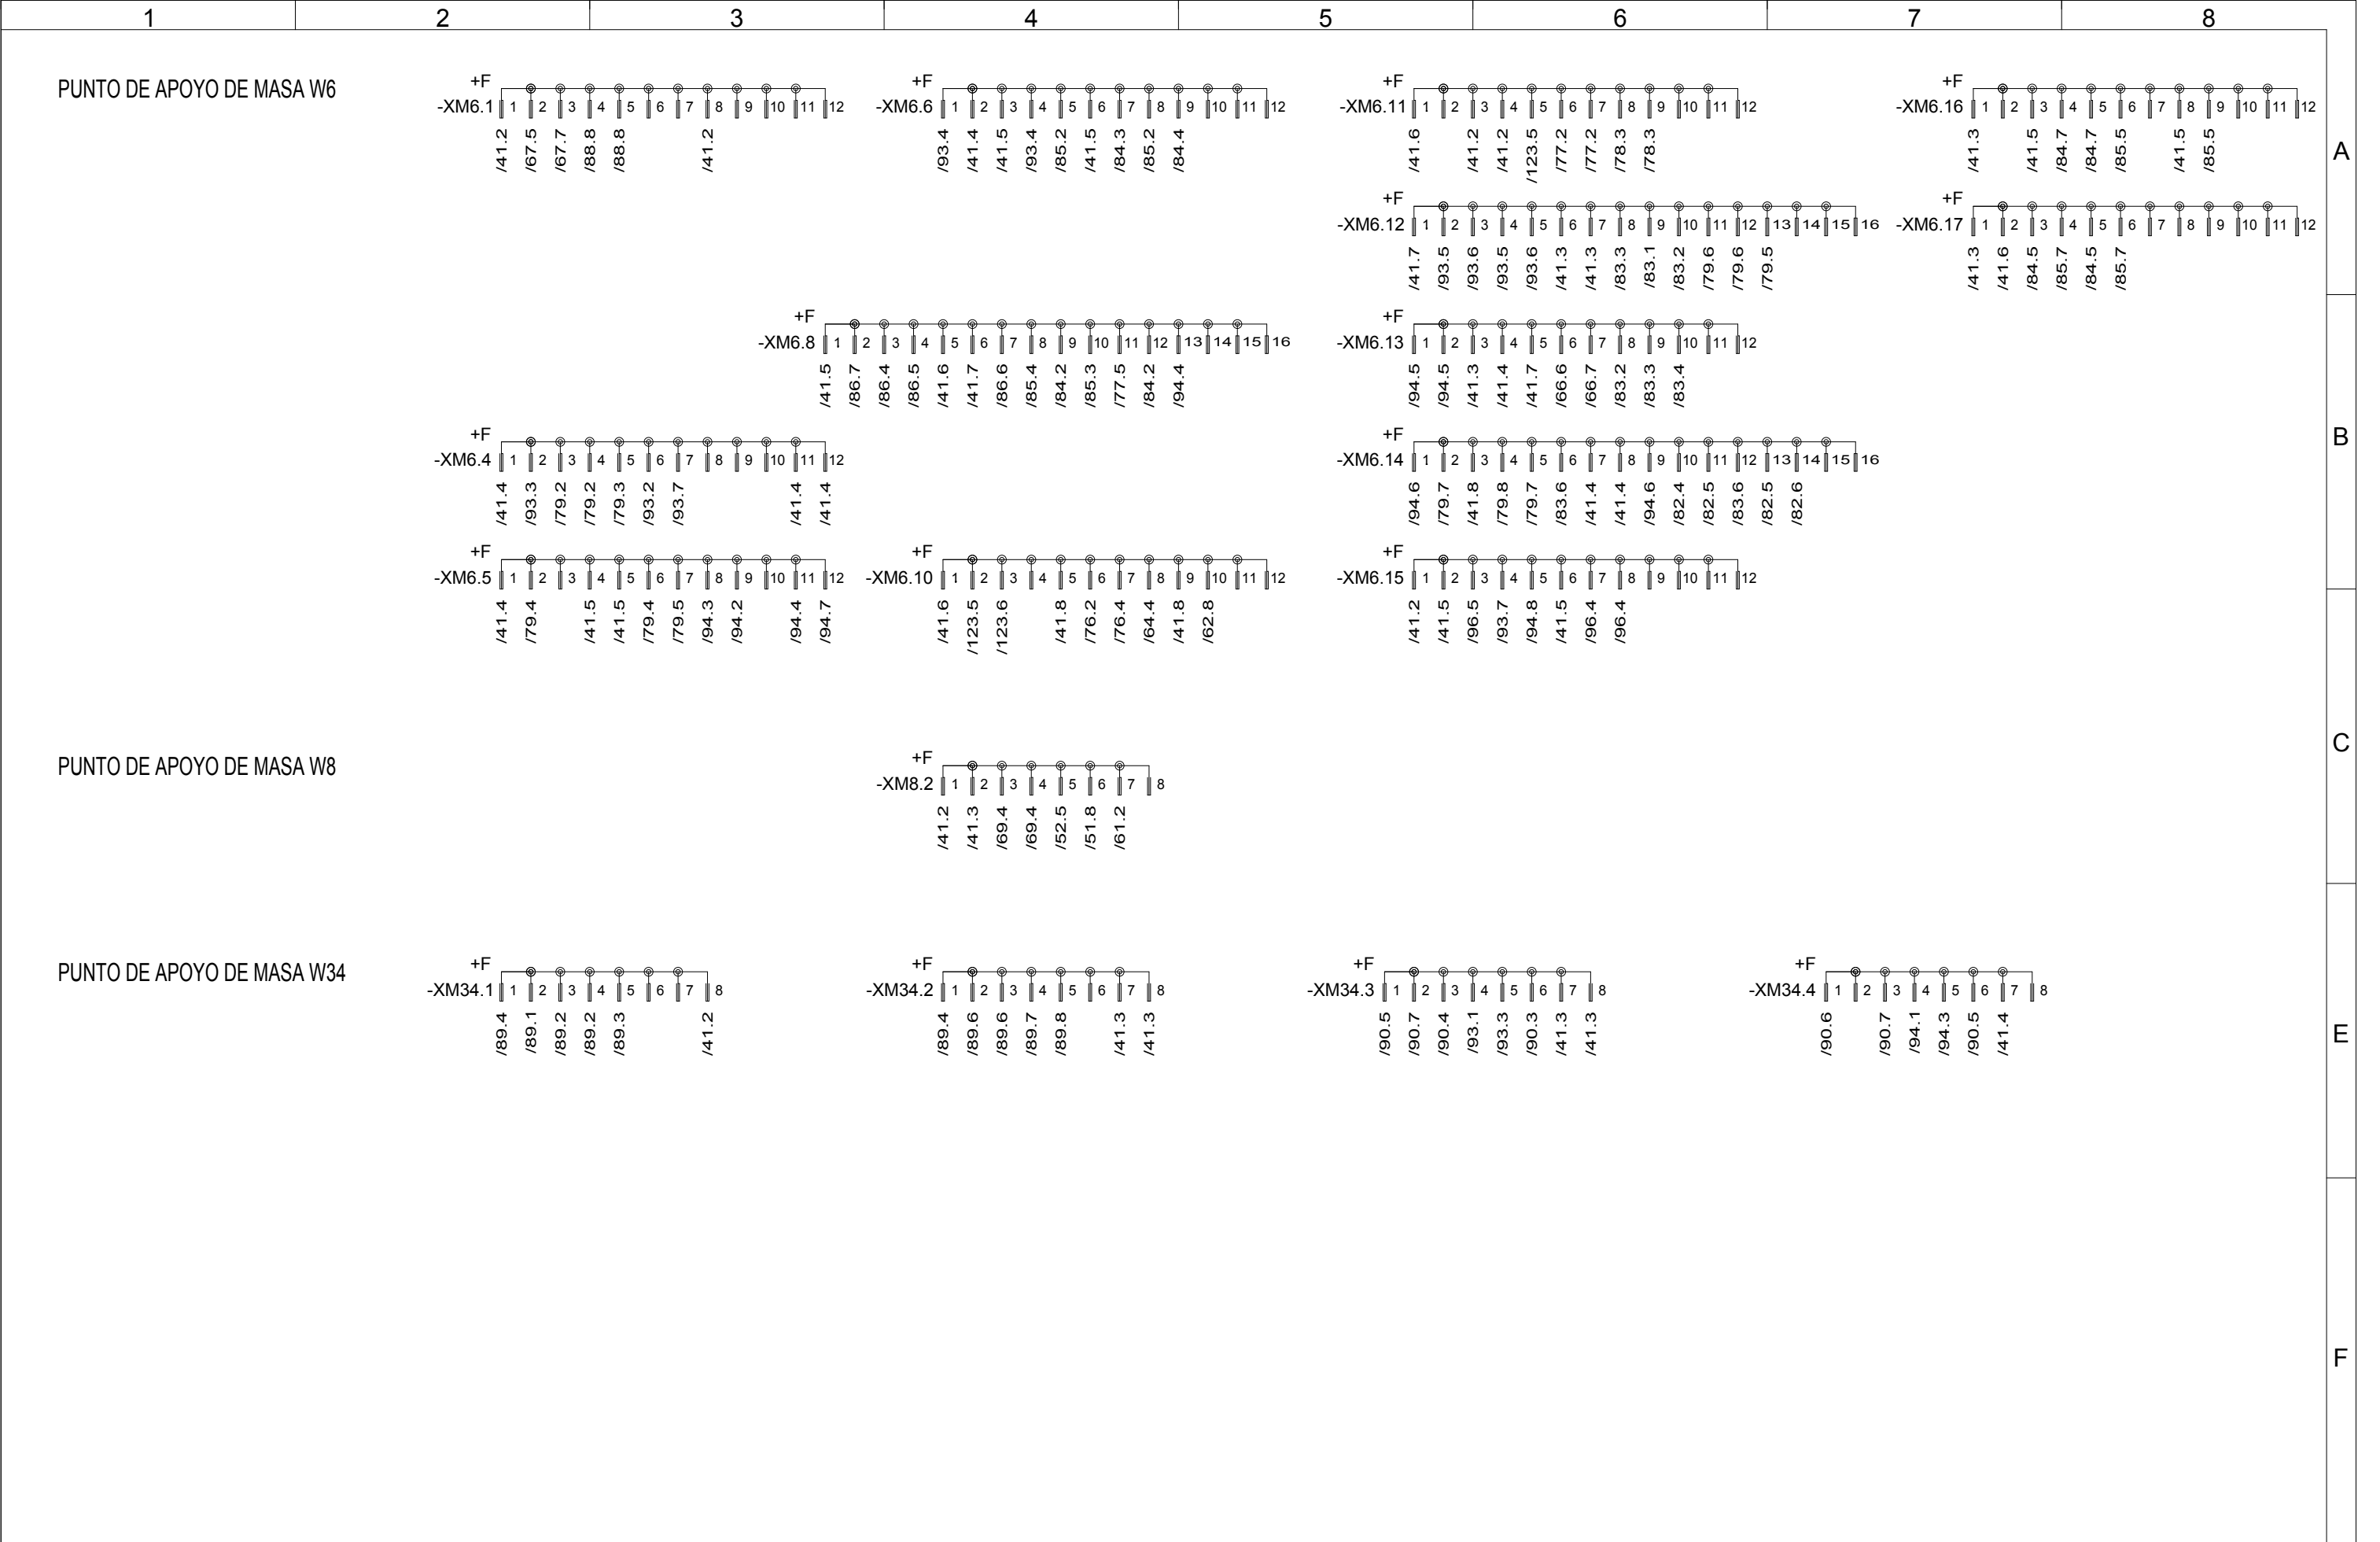 1 2 3 4 5 6 7 8
PUNTO DE APOYO DE MASA W6
+F +F +F +F
-XM6.1 1 2 3 4 5 6 7 8 9 10 11 12
/41.2 /67.5 /67.7 /88.8 /88.8 /41.2
-XM6.6 1 2 3 4 5 6 7 8 9 10 11 12
/93.4 /41.4 /41.5 /93.4 /85.2 /41.5 /84.3 /85.2 /84.4
-XM6.11 1 2 3 4 5 6 7 8 9 10 11 12
/41.6 /41.2 /41.2 /123.5 /77.2 /77.2 /78.3 /78.3
-XM6.16 1 2 3 4 5 6 7 8 9 10 11 12
/41.3 /41.5 /84.7 /84.7 /85.5 /41.5 /85.5
A
+F +F
-XM6.12 1 2 3 4 5 6 7 8 9 10 11 12 13 14 15 16
/41.7 /93.5 /93.6 /93.5 /93.6 /41.3 /41.3 /83.3 /83.1 /83.2 /79.6 /79.6 /79.5
-XM6.17 1 2 3 4 5 6 7 8 9 10 11 12
/41.3 /41.6 /84.5 /85.7 /84.5 /85.7
+F +F
-XM6.8 1 2 3 4 5 6 7 8 9 10 11 12 13 14 15 16
/41.5 /86.7 /86.4 /86.5 /41.6 /41.7 /86.6 /85.4 /84.2 /85.3 /77.5 /84.2 /94.4
-XM6.13 1 2 3 4 5 6 7 8 9 10 11 12
/94.5 /94.5 /41.3 /41.4 /41.7 /66.6 /66.7 /83.2 /83.3 /83.4
+F +F
-XM6.4 1 2 3 4 5 6 7 8 9 10 11 12
/41.4 /93.3 /79.2 /79.2 /79.3 /93.2 /93.7 /41.4 /41.4
-XM6.14 1 2 3 4 5 6 7 8 9 10 11 12 13 14 15 16
/94.6 /79.7 /41.8 /79.8 /79.7 /83.6 /41.4 /41.4 /94.6 /82.4 /82.5 /83.6 /82.5 /82.6
B
+F +F +F
-XM6.5 1 2 3 4 5 6 7 8 9 10 11 12
/41.4 /79.4 /41.5 /41.5 /79.4 /79.5 /94.3 /94.2 /94.4 /94.7
-XM6.10 1 2 3 4 5 6 7 8 9 10 11 12
/41.6 /123.5 /123.6 /41.8 /76.2 /76.4 /64.4 /41.8 /62.8
-XM6.15 1 2 3 4 5 6 7 8 9 10 11 12
/41.2 /41.5 /96.5 /93.7 /94.8 /41.5 /96.4 /96.4
PUNTO DE APOYO DE MASA W8
+F
-XM8.2 1 2 3 4 5 6 7 8
/41.2 /41.3 /69.4 /69.4 /52.5 /51.8 /61.2
C
PUNTO DE APOYO DE MASA W34
+F +F +F +F
-XM34.1 1 2 3 4 5 6 7 8
/89.4 /89.1 /89.2 /89.2 /89.3 /41.2
-XM34.2 1 2 3 4 5 6 7 8
/89.4 /89.6 /89.6 /89.7 /89.8 /41.3 /41.3
-XM34.3 1 2 3 4 5 6 7 8
/90.5 /90.7 /90.4 /93.1 /93.3 /90.3 /41.3 /41.3
-XM34.4 1 2 3 4 5 6 7 8
/90.6 /90.7 /94.1 /94.3 /90.5 /41.4
E
F